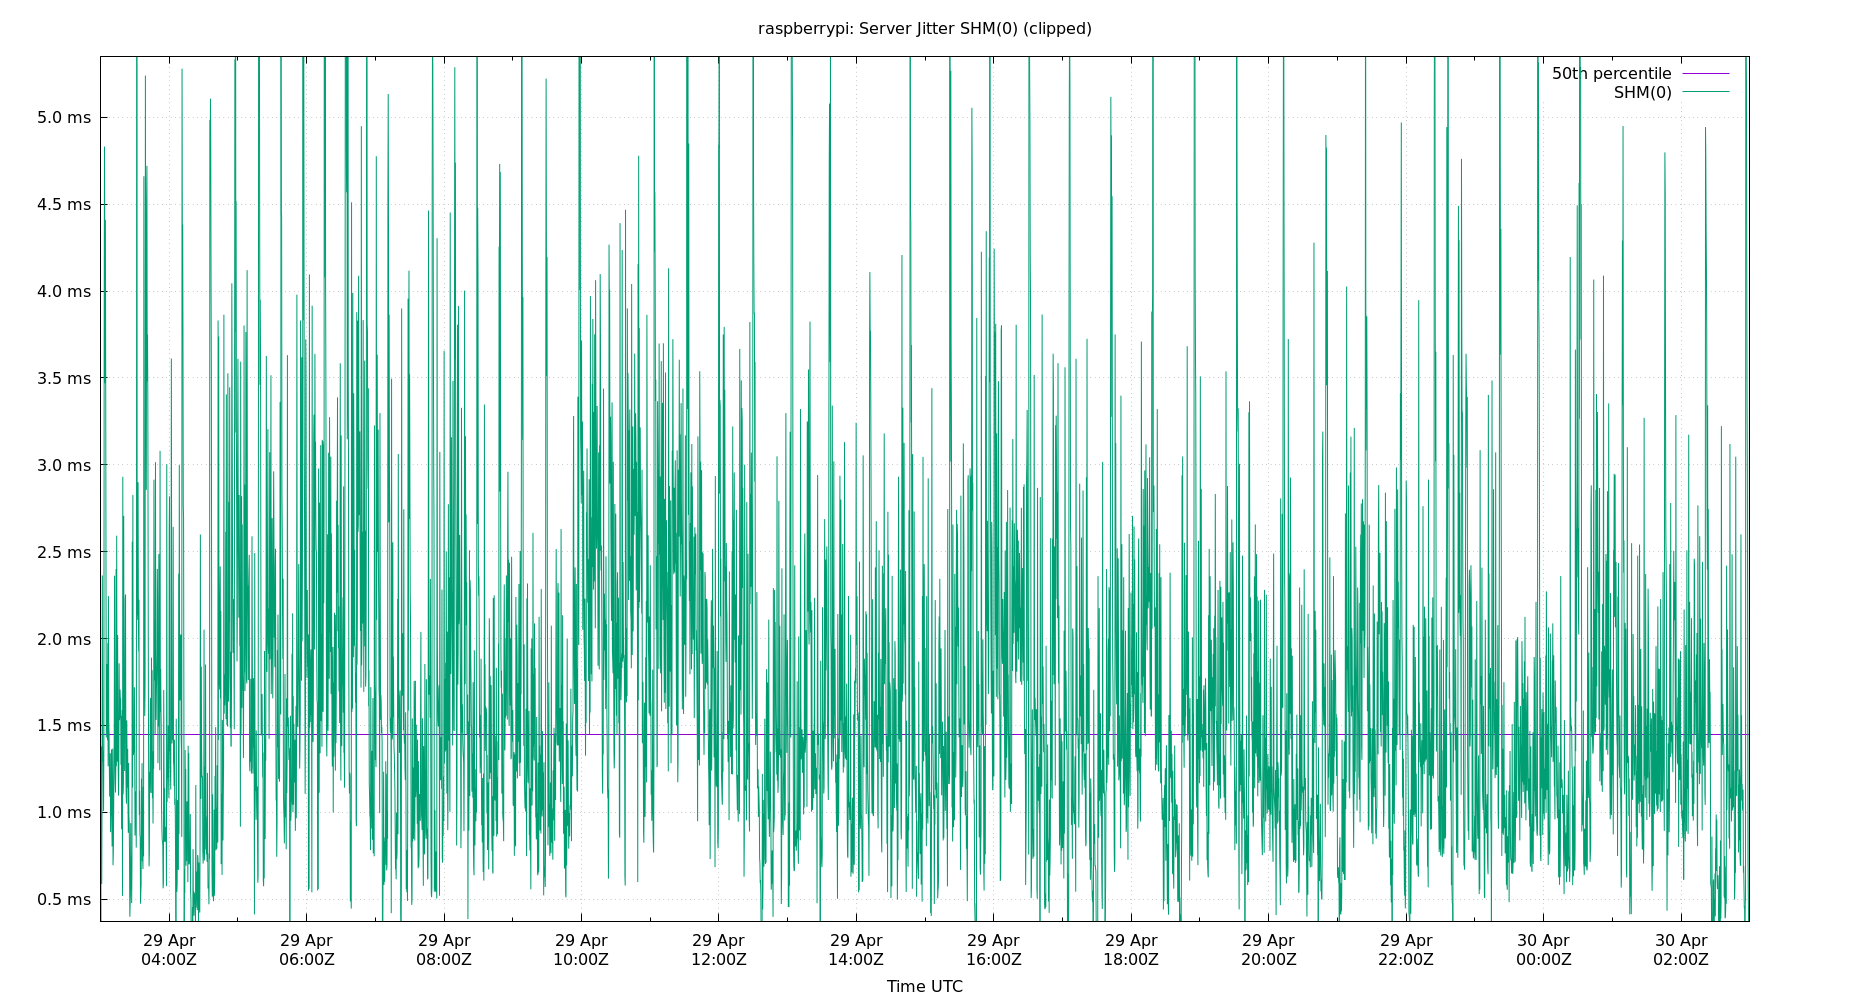 raspberrypi: Server Jitter SHM(0) (clipped)
50th percentile
SHM(0)
5.0 ms
4.5 ms
4.0 ms
3.5 ms
3.0 ms
2.5 ms
2.0 ms
1.5 ms
1.0 ms
0.5 ms
29 Apr 29 Apr 29 Apr 29 Apr 29 Apr 29 Apr 29 Apr 29 Apr 29 Apr 29 Apr 30 Apr 30 Apr
04:00Z 06:00Z 08:00Z 10:00Z 12:00Z 14:00Z 16:00Z 18:00Z 20:00Z 22:00Z 00:00Z 02:00Z
Time UTC